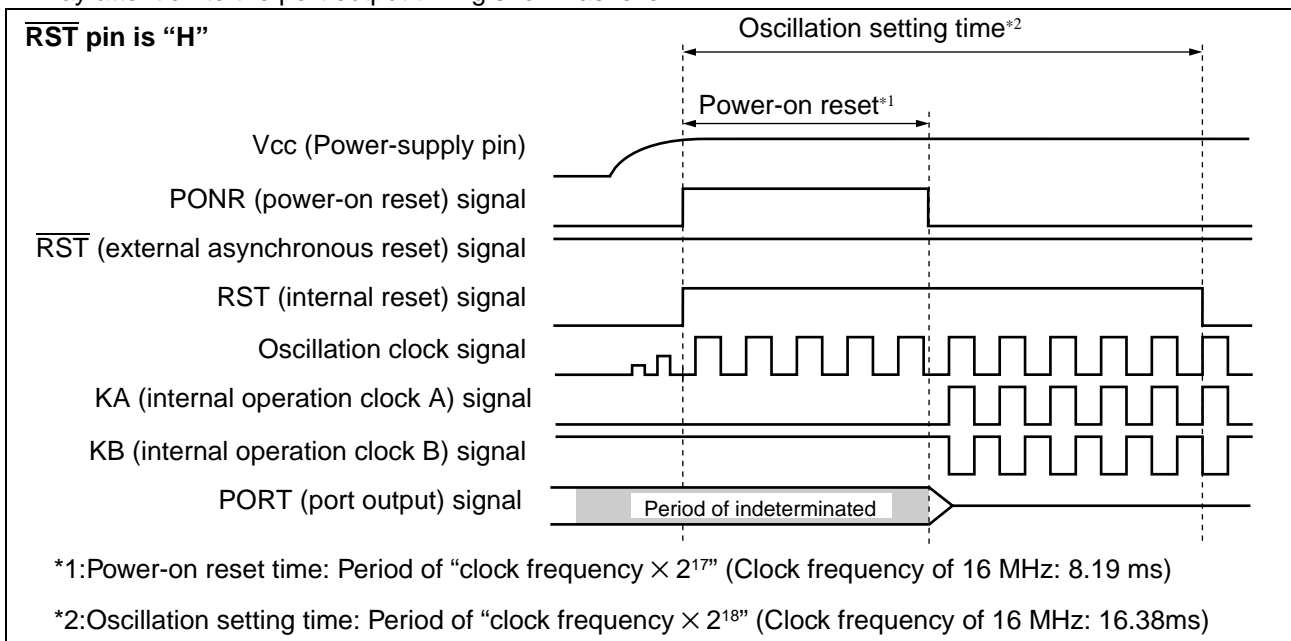 RST pin is “H”
Oscillation setting time*2
Power-on reset*1
Vcc (Power-supply pin)
PONR (power-on reset) signal
RST (external asynchronous reset) signal
RST (internal reset) signal
Oscillation clock signal
KA (internal operation clock A) signal
KB (internal operation clock B) signal
PORT (port output) signal
Period of indeterminated
*1:Power-on reset time: Period of “clock frequency × 2¹⁷” (Clock frequency of 16 MHz: 8.19 ms)
*2:Oscillation setting time: Period of “clock frequency × 2¹⁸” (Clock frequency of 16 MHz: 16.38ms)